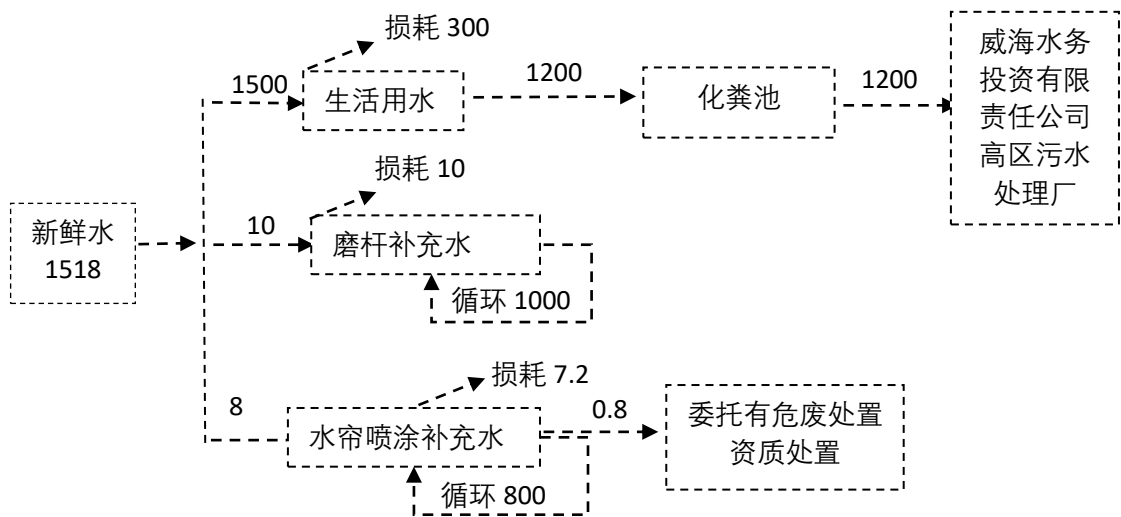 损耗 300
1500
生活用水
1200
化粪池
1200
威海水务
投资有限
责任公司
高区污水
处理厂
新鲜水
1518
损耗 10
10
磨杆补充水
循环 1000
损耗 7.2
8
水帘喷涂补充水
0.8
循环 800
委托有危废处置
资质处置